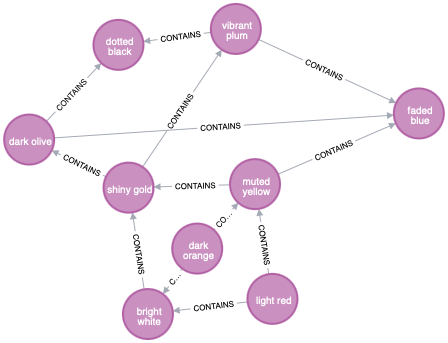 vibrant
plum
dotted
black
CONTAINS
CONTAINS
CONTAINS
faded
blue
CONTAINS
CONTAINS
CONTAINS
dark olive
CONTAINS
CONTAINS
shiny gold
CONTAINS
muted
yellow
CO...
dark
orange
CONTAINS
CONTAINS
C...
light red
CONTAINS
bright
white